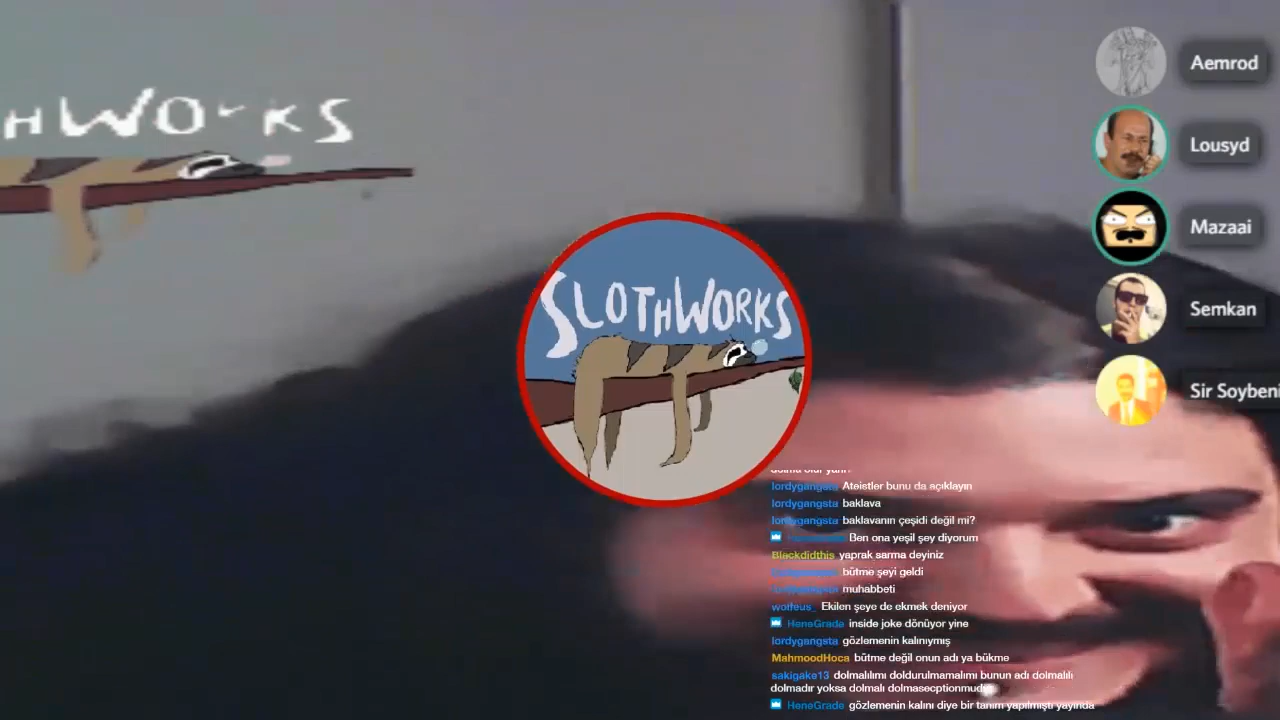 HWORKS
SLOTHWORKS
Aemrod
Lousyd
Mazaai
Semkan
Sir Soybeni
lordygangsta Ateistler bunu da açıklayın
lordygangsta baklava
lordygangsta baklavanın çeşidi değil mi?
Ben ona yeşil şey diyorum
Blackdidthis yaprak sarma deyiniz
bütme şeyi geldi
muhabbeti
wolfeus_ Ekilen şeye de ekmek deniyor
HeneGrade inside joke dönüyor yine
lordygangsta gözlemenin kalınıymış
MahmoodHoca bütme değil onun adı ya bükme
sakigake13 dolmalılımı doldurulmamalımı bunun adı dolmalılı
dolmadır yoksa dolmalı dolmasecptionmudur
HeneGrade gözlemenin kalını diye bir tanım yapılmıştı yayında